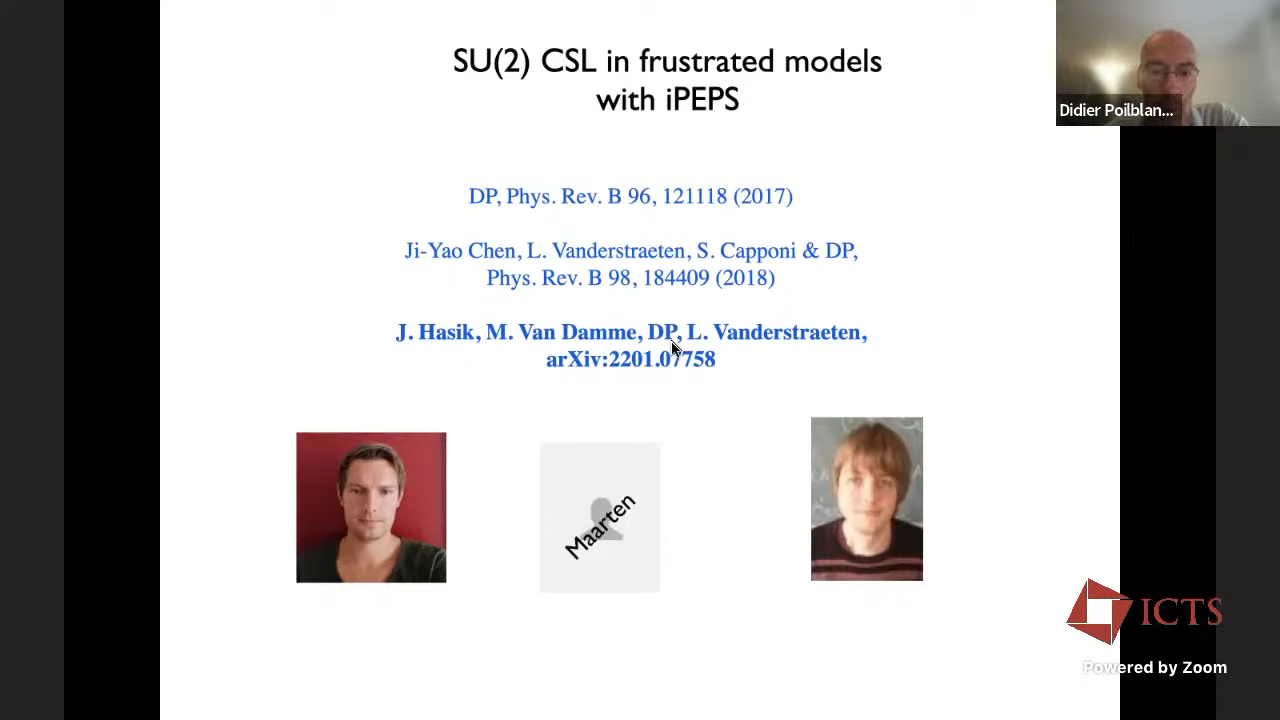 SU(2) CSL in frustrated models
with iPEPS
Didier Poilblan...
DP, Phys. Rev. B 96, 121118 (2017)
Ji-Yao Chen, L. Vanderstraeten, S. Capponi & DP,
Phys. Rev. B 98, 184409 (2018)
J. Hasik, M. Van Damme, DP, L. Vanderstraeten,
arXiv:2201.07758
Maarten
ICTS
Powered by Zoom